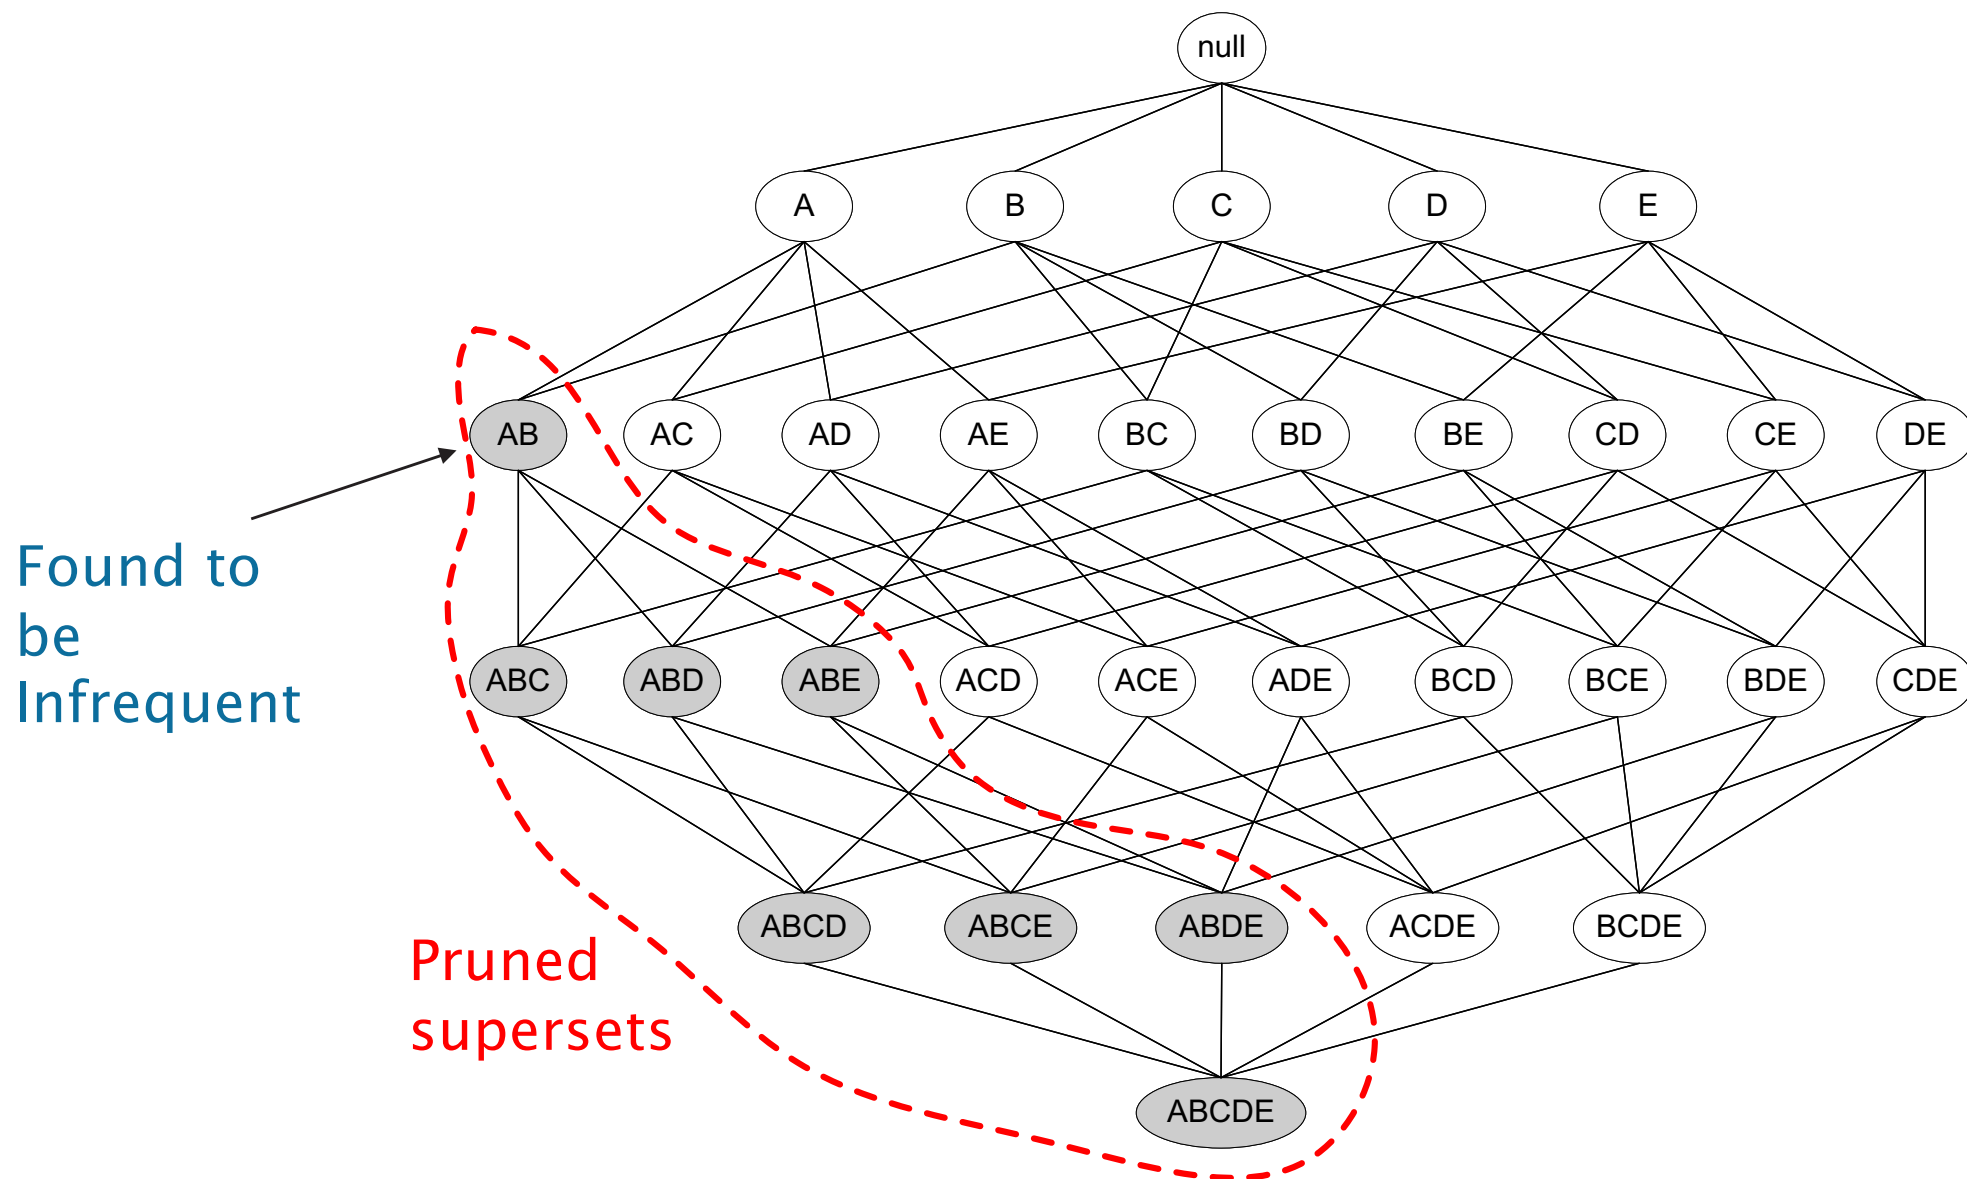 null
A B C D E
AB AC AD AE BC BD BE CD CE DE
Found to
be
Infrequent
ABC ABD ABE ACD ACE ADE BCD BCE BDE CDE
ABCD ABCE ABDE ACDE BCDE
Pruned
supersets
ABCDE